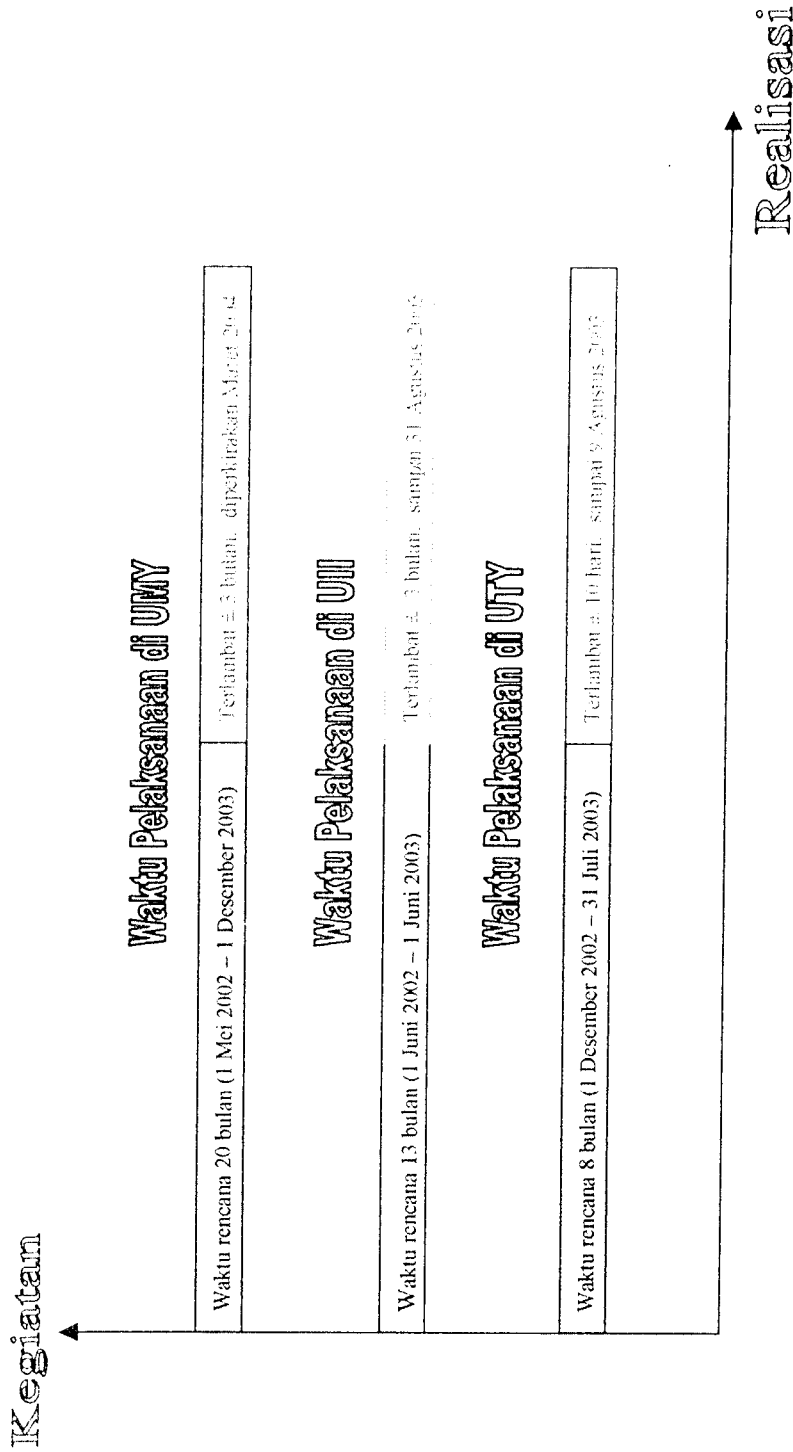 Kegiatan
Waktu Pelaksanaan di UMY
Waktu rencana 20 bulan (1 Mei 2002 – 1 Desember 2003)
Terlambat ± 3 bulan, diperkirakan Maret 2004
Waktu Pelaksanaan di UII
Waktu rencana 13 bulan (1 Juni 2002 – 1 Juni 2003)
Terlambat ± 3 bulan, sampai 31 Agustus 2003
Waktu Pelaksanaan di UTY
Waktu rencana 8 bulan (1 Desember 2002 – 31 Juli 2003)
Terlambat ± 10 hari, sampai 9 Agustus 2003
Realisasi